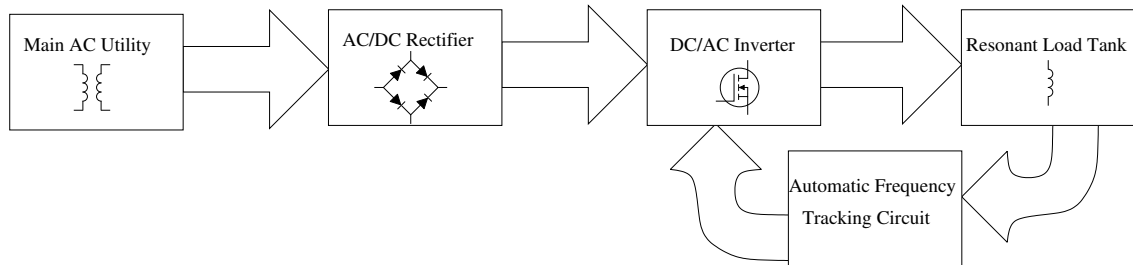 Main AC Utility
AC/DC Rectifier
DC/AC Inverter
Resonant Load Tank
Automatic Frequency
Tracking Circuit